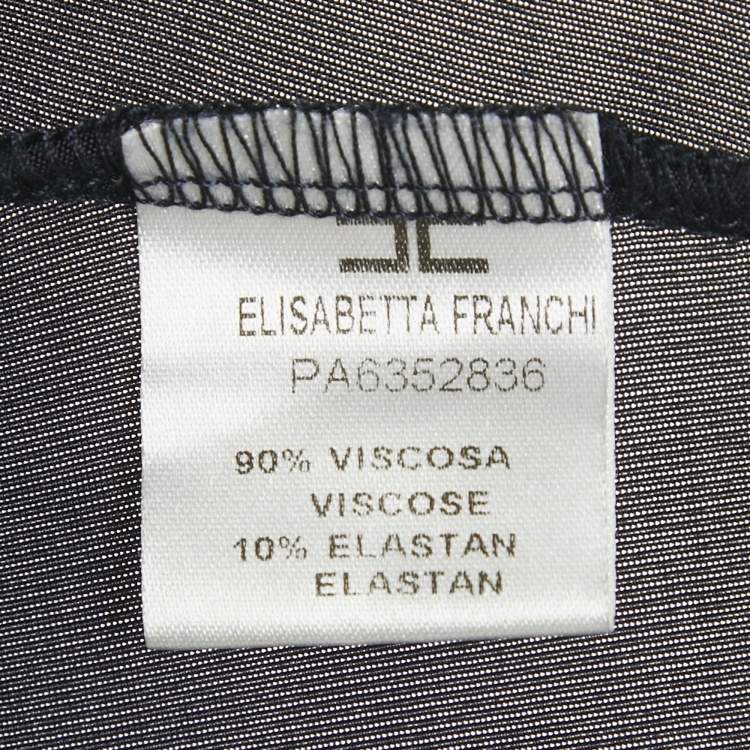 ELISABETTA FRANCHI
PA6352836
90% VISCOSA
VISCOSE
10% ELASTAN
ELASTAN